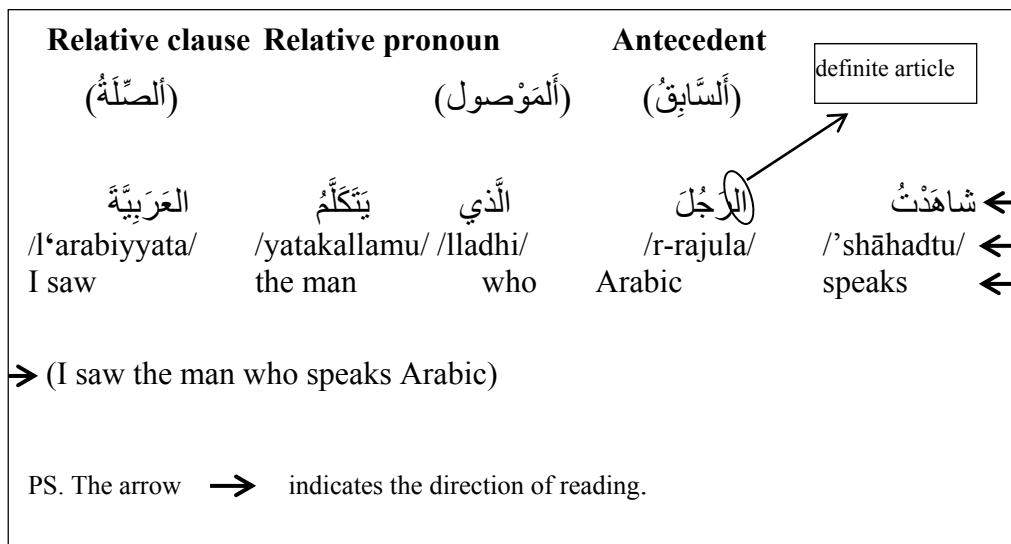 Relative clause Relative pronoun Antecedent
definite article
(ألصِّلَةُ) (أَلمَوْصول) (أَلسَّابِقُ)
شاهَدْتُ الرَجُلَ الَّذي يَتَكَلَّمُ العَرَبِيَّةَ
/l‘arabiyyata/ /yatakallamu/ /lladhi/ /r-rajula/ /’shāhadtu/
I saw the man who Arabic speaks
(I saw the man who speaks Arabic)
PS. The arrow → indicates the direction of reading.